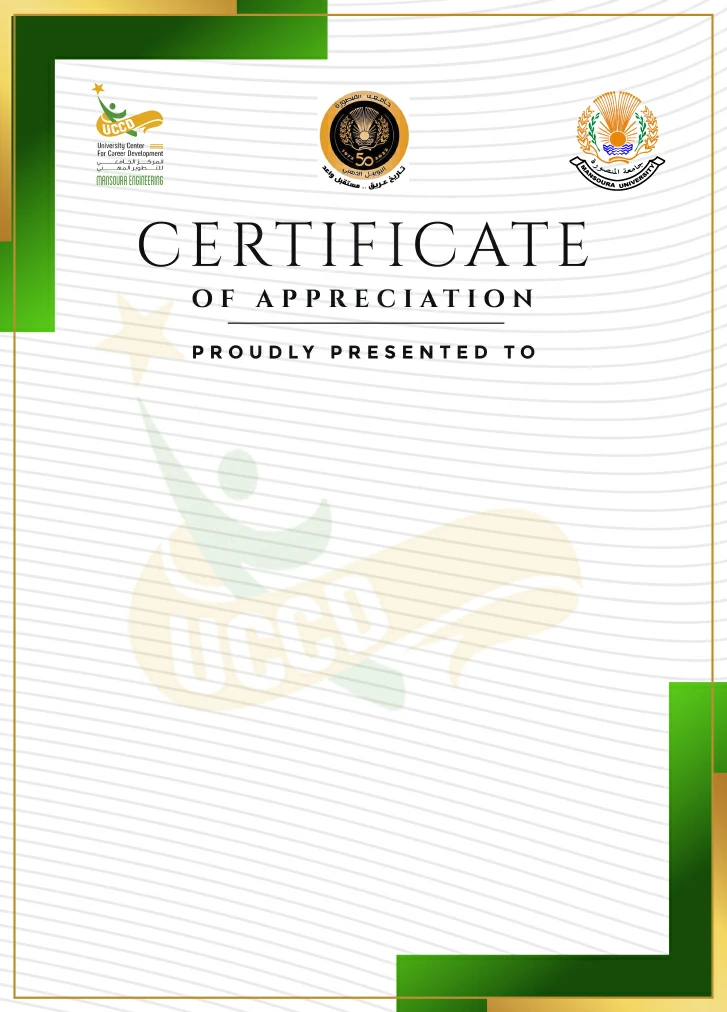 UCCD
University Center
For Career Development
المركز الجامعي
للتطوير المهني
MANSOURA ENGINEERING
جامعة المنصورة
50
اليوبيل الذهبي
تاريخ عريق .. مستقبل واعد
جامعة المنصورة
MANSOURA UNIVERSITY
CERTIFICATE
OF APPRECIATION
PROUDLY PRESENTED TO
UCCD